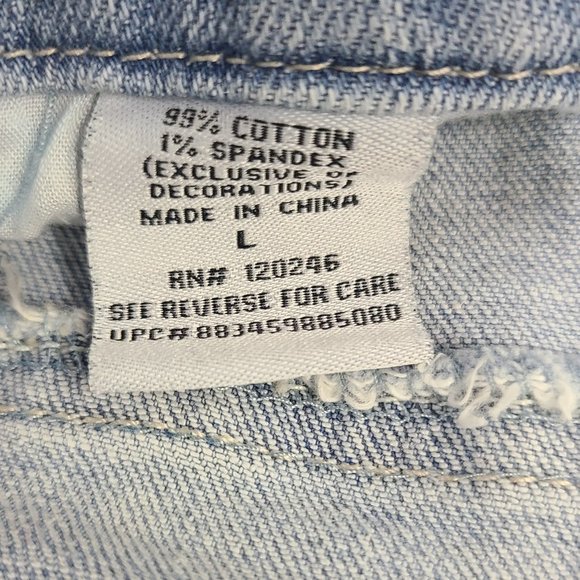 99% COTTON
1% SPANDEX
(EXCLUSIVE OF
DECORATIONS)
MADE IN CHINA
L
RN# 120246
SEE REVERSE FOR CARE
UPC#883459885080